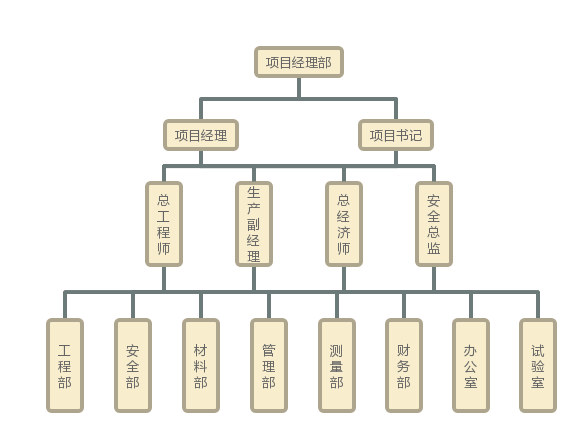 项目经理部
项目经理
项目书记
总工程师
生产副经理
总经济师
安全总监
工程部
安全部
材料部
管理部
测量部
财务部
办公室
试验室